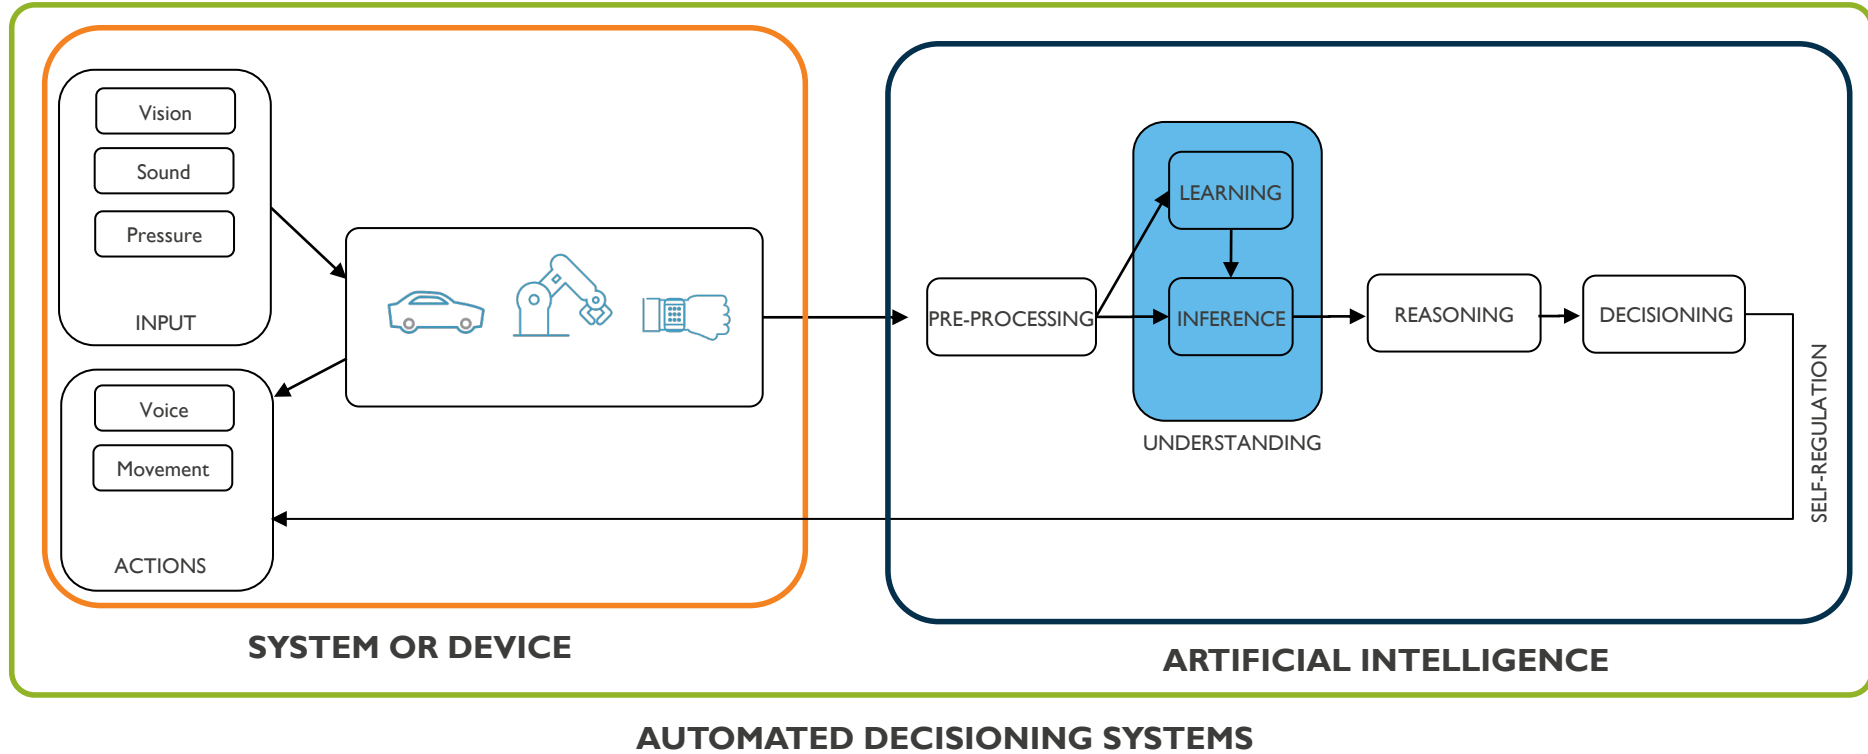 Vision
Sound
Pressure
INPUT
Voice
Movement
ACTIONS
SYSTEM OR DEVICE
PRE-PROCESSING
LEARNING
INFERENCE
UNDERSTANDING
REASONING
DECISIONING
SELF-REGULATION
ARTIFICIAL INTELLIGENCE
AUTOMATED DECISIONING SYSTEMS